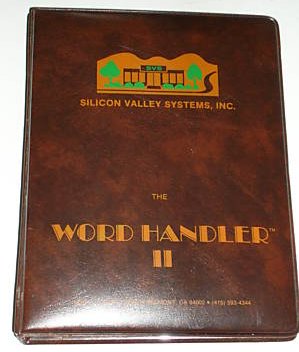 SVS
SILICON VALLEY SYSTEMS, INC.
THE
WORD HANDLER™
II
BELMONT, CA 94002 • (415) 593-4344